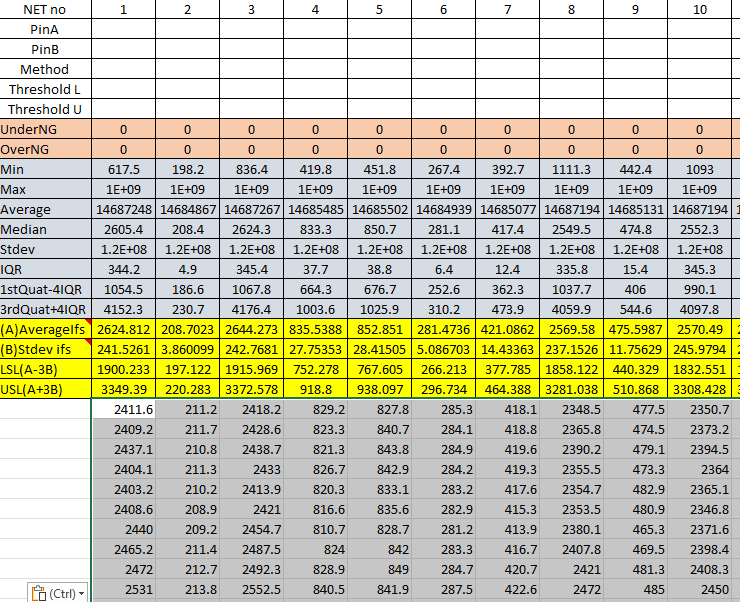 NET no 1 2 3 4 5 6 7 8 9 10
PinA
PinB
Method
Threshold L
Threshold U
UnderNG 0 0 0 0 0 0 0 0 0 0
OverNG 0 0 0 0 0 0 0 0 0 0
Min 617.5 198.2 836.4 419.8 451.8 267.4 392.7 1111.3 442.4 1093
Max 1E+09 1E+09 1E+09 1E+09 1E+09 1E+09 1E+09 1E+09 1E+09 1E+09
Average 14687248 14684867 14687267 14685485 14685502 14684939 14685077 14687194 14685131 14687194
Median 2605.4 208.4 2624.3 833.3 850.7 281.1 417.4 2549.5 474.8 2552.3
Stdev 1.2E+08 1.2E+08 1.2E+08 1.2E+08 1.2E+08 1.2E+08 1.2E+08 1.2E+08 1.2E+08 1.2E+08
IQR 344.2 4.9 345.4 37.7 38.8 6.4 12.4 335.8 15.4 345.3
1stQuat-4IQR 1054.5 186.6 1067.8 664.3 676.7 252.6 362.3 1037.7 406 990.1
3rdQuat+4IQR 4152.3 230.7 4176.4 1003.6 1025.9 310.2 473.9 4059.9 544.6 4097.8
(A)AverageIfs 2624.812 208.7023 2644.273 835.5388 852.851 281.4736 421.0862 2569.58 475.5987 2570.49
(B)Stdev ifs 241.5261 3.860099 242.7681 27.75353 28.41505 5.086703 14.43363 237.1526 11.75629 245.9794
LSL(A-3B) 1900.233 197.122 1915.969 752.278 767.605 266.213 377.785 1858.122 440.329 1832.551
USL(A+3B) 3349.39 220.283 3372.578 918.8 938.097 296.734 464.388 3281.038 510.868 3308.428
2411.6 211.2 2418.2 829.2 827.8 285.3 418.1 2348.5 477.5 2350.7
2409.2 211.7 2428.6 823.3 840.7 284.1 418.8 2365.8 474.5 2373.2
2437.1 210.8 2438.7 821.3 843.8 284.9 419.6 2390.2 479.1 2394.5
2404.1 211.3 2433 826.7 842.9 284.2 419.3 2355.5 473.3 2364
2403.2 210.2 2413.9 820.3 833.1 283.2 417.6 2354.7 482.9 2365.1
2408.6 208.9 2421 816.6 835.6 282.9 415.3 2353.5 480.9 2346.8
2440 209.2 2454.7 810.7 828.7 281.2 413.9 2380.1 465.3 2371.6
2465.2 211.4 2487.5 824 842 283.3 416.7 2407.8 469.5 2398.4
2472 212.7 2492.3 828.9 849 284.7 420.7 2421 481.3 2408.3
2531 213.8 2552.5 840.5 841.9 287.5 422.6 2472 485 2450
(Ctrl)